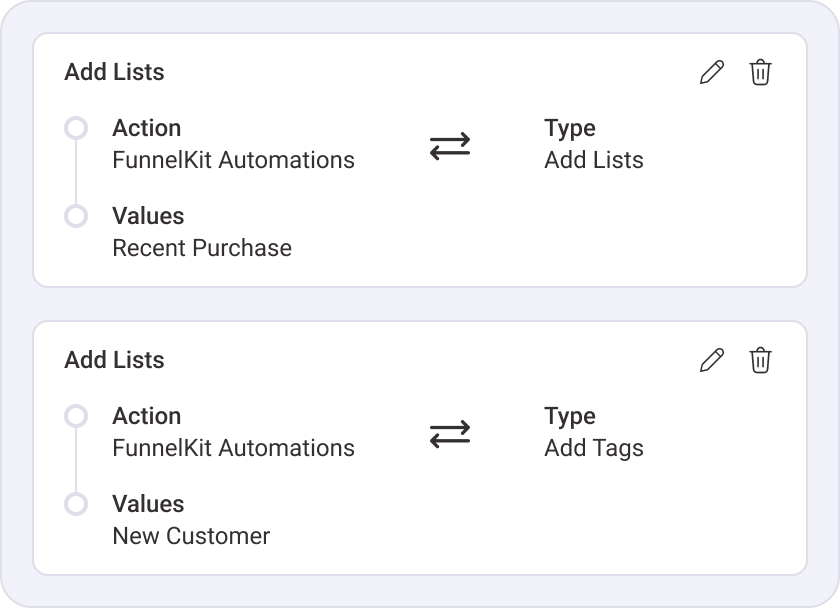 Add Lists
Action
FunnelKit Automations
Type
Add Lists
Values
Recent Purchase
Add Lists
Action
FunnelKit Automations
Type
Add Tags
Values
New Customer